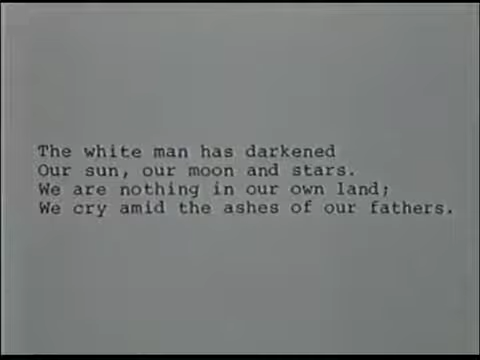 The white man has darkened
Our sun, our moon and stars.
We are nothing in our own land;
We cry amid the ashes of our fathers.